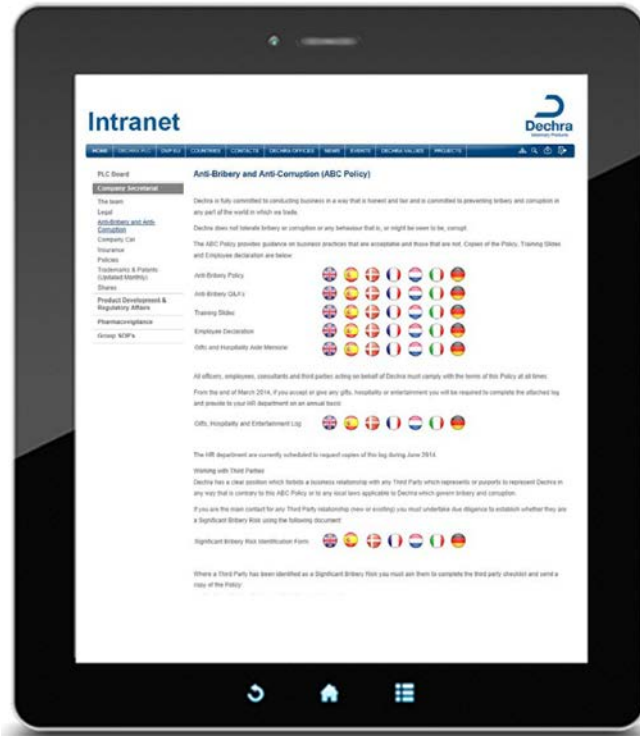 Intranet
Dechra
Veterinary Products
HOME DECHRA PLC DVP EU COUNTRIES CONTACTS DECHRA OFFICES NEWS EVENTS DECHRA VALUES PROJECTS
PLC Board
Company Secretariat
The team
Legal
Anti-Bribery and Anti-
Corruption
Company Car
Insurance
Policies
Trademarks & Patents
(Updated Monthly)
Shares
Product Development &
Regulatory Affairs
Pharmacovigilance
Group SOP's
Anti-Bribery and Anti-Corruption (ABC Policy)
Dechra is fully committed to conducting business in a way that is honest and fair and is committed to preventing bribery and corruption in
any part of the world in which we trade.
Dechra does not tolerate bribery or corruption or any behaviour that is, or might be seen to be, corrupt.
The ABC Policy provides guidance on business practices that are acceptable and those that are not. Copies of the Policy, Training Slides
and Employee declaration are below
Anti-Bribery Policy
Anti-Bribery Q&A's
Training Slides
Employee Declaration
Gifts and Hospitality Aide Memoire
All officers, employees, consultants and third parties acting on behalf of Dechra must comply with the terms of this Policy at all times.
From the end of March 2014, if you accept or give any gifts, hospitality or entertainment you will be required to complete the attached log
and provide to your HR department on an annual basis
Gifts, Hospitality and Entertainment Log
The HR department are currently scheduled to request copies of this log during June 2014.
Working with Third Parties
Dechra has a clear position which forbids a business relationship with any Third Party which represents or purports to represent Dechra in
any way that is contrary to this ABC Policy or to any local laws applicable to Dechra which govern bribery and corruption.
If you are the main contact for any Third Party relationship (new or existing) you must undertake due diligence to establish whether they are
a Significant Bribery Risk using the following document
Significant Bribery Risk Identification Form
Where a Third Party has been identified as a Significant Bribery Risk you must ask them to complete the third party checklist and send a
copy of the Policy: